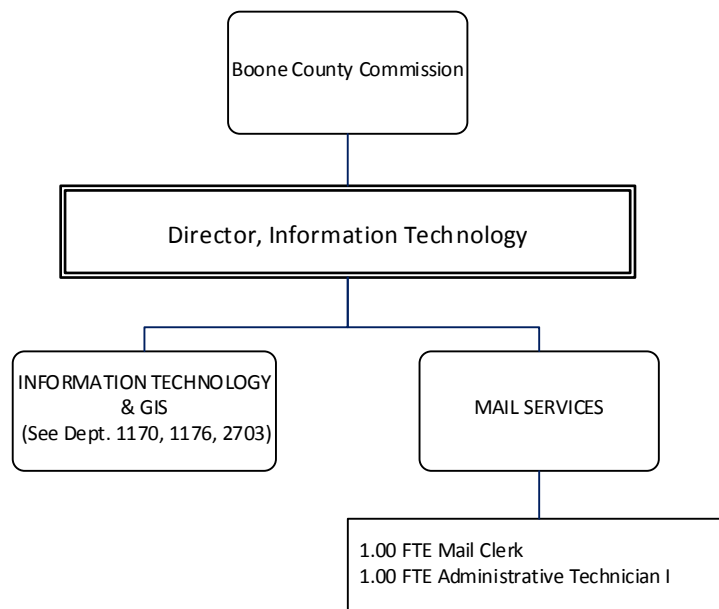 Boone County Commission
Director, Information Technology
INFORMATION TECHNOLOGY
& GIS
(See Dept. 1170, 1176, 2703)
MAIL SERVICES
1.00 FTE Mail Clerk
1.00 FTE Administrative Technician I